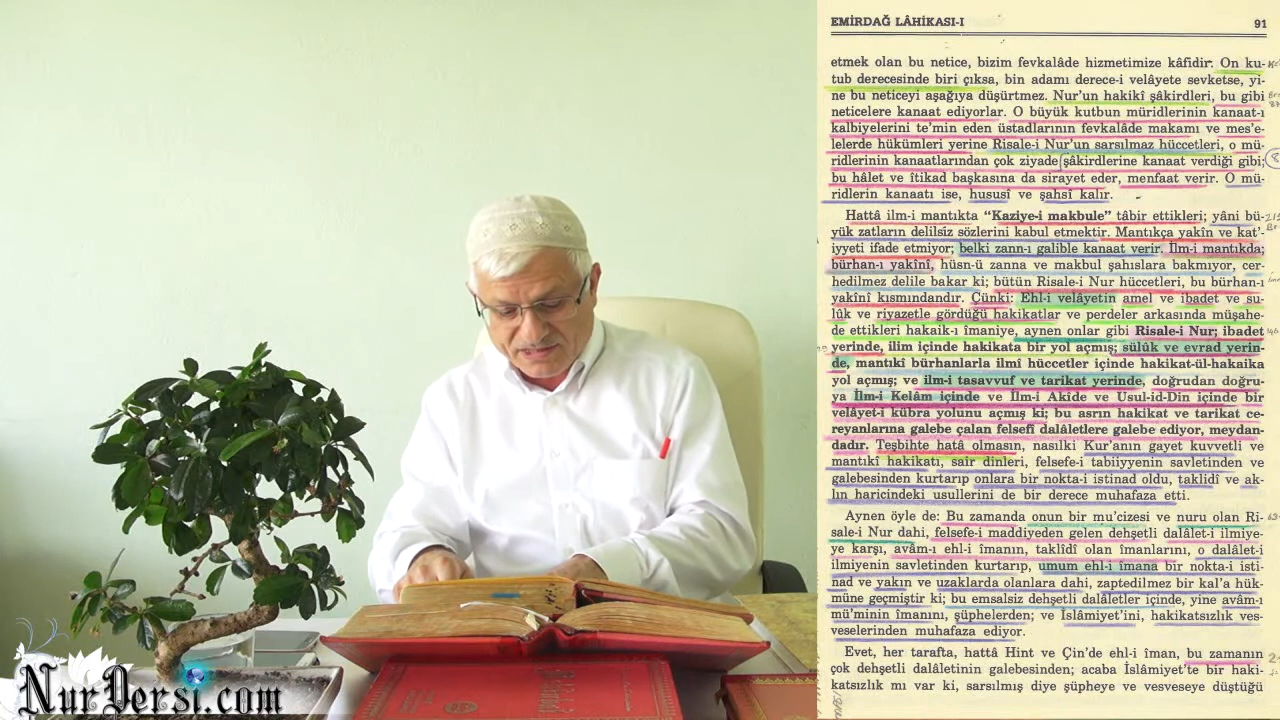 EMİRDAĞ LÂHİKASI-I 91
etmek olan bu netice, bizim fevkalâde hizmetimize kâfidir. On ku-
tub derecesinde biri çıksa, bin adamı derece-i velâyete sevketse, yi-
ne bu neticeyi aşağıya düşürtmez. Nur'un hakikî şâkirdleri, bu gibi
neticelere kanaat ediyorlar. O büyük kutbun müridlerinin kanaat-ı
kalbiyelerini te'min eden üstadlarının fevkalâde makamı ve mes'e-
lelerde hükümleri yerine Risale-i Nur'un sarsılmaz hüccetleri, o mü-
ridlerinin kanaatlarından çok ziyade şâkirdlerine kanaat verdiği gibi;
bu hâlet ve îtikad başkasına da sirayet eder, menfaat verir. O mü-
ridlerin kanaatı ise, hususî ve şahsî kalır.
Hattâ ilm-i mantıkta "Kaziye-i makbule" tâbir ettikleri; yâni bü-
yük zatların delilsiz sözlerini kabul etmektir. Mantıkça yakîn ve kat'-
iyyeti ifade etmiyor; belki zann-ı galible kanaat verir. İlm-i mantıkda;
bürhan-ı yakînî, hüsn-ü zanna ve makbul şahıslara bakmıyor, cer-
hedilmez delile bakar ki; bütün Risale-i Nur hüccetleri, bu bürhan-ı
yakînî kısmındandır. Çünki: Ehl-i velâyetin amel ve ibadet ve su-
lûk ve riyazetle gördüğü hakikatlar ve perdeler arkasında müşahe-
de ettikleri hakaik-ı îmaniye, aynen onlar gibi Risale-i Nur; ibadet
yerinde, ilim içinde hakikata bir yol açmış; sülûk ve evrad yerin-
de, mantıkî bürhanlarla ilmî hüccetler içinde hakikat-ül-hakaika
yol açmış; ve ilm-i tasavvuf ve tarikat yerinde, doğrudan doğru-
ya İlm-i Kelâm içinde ve İlm-i Akîde ve Usul-id-Din içinde bir
velâyet-i kübra yolunu açmış ki; bu asrın hakikat ve tarikat ce-
reyanlarına galebe çalan felsefî dalâletlere galebe ediyor, meydan-
dadır. Teşbihte hatâ olmasın, nasılki Kur'anın gayet kuvvetli ve
mantıkî hakikatı, sair dinleri, felsefe-i tabiiyyenin savletinden ve
galebesinden kurtarıp onlara bir nokta-i istinad oldu, taklidî ve ak-
lın haricindeki usullerini de bir derece muhafaza etti.
Aynen öyle de: Bu zamanda onun bir mu'cizesi ve nuru olan Ri-
sale-i Nur dahi, felsefe-i maddiyeden gelen dehşetli dalâlet-i ilmiye-
ye karşı, avâm-ı ehl-i îmanın, taklîdî olan îmanlarını, o dalâlet-i
ilmiyenin savletinden kurtarıp, umum ehl-i îmana bir nokta-i isti-
nad ve yakın ve uzaklarda olanlara dahi, zaptedilmez bir kal'a hük-
müne geçmiştir ki; bu emsalsiz dehşetli dalâletler içinde, yine avâm-ı
mü'minin îmanını, şüphelerden; ve İslâmiyet'ini, hakikatsızlık ves-
veselerinden muhafaza ediyor.
Evet, her tarafta, hattâ Hint ve Çin'de ehl-i îman, bu zamanın
çok dehşetli dalâletinin galebesinden; acaba İslâmiyet'te bir haki-
katsızlık mı var ki, sarsılmış diye şüpheye ve vesveseye düştüğü
NurDersi.com